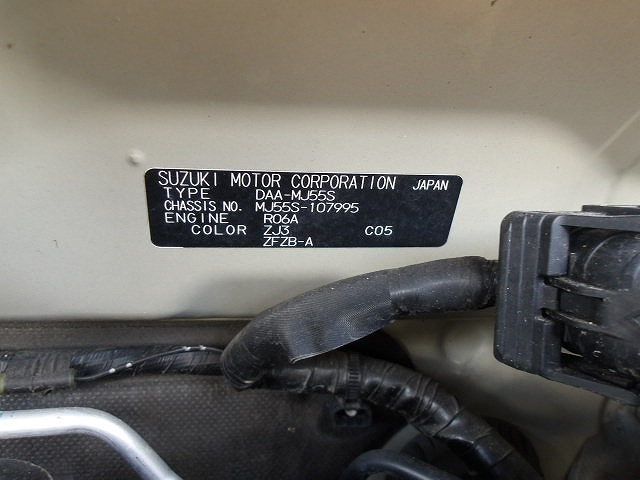 SUZUKI MOTOR CORPORATION JAPAN
TYPE DAA-MJ55S
CHASSIS NO. MJ55S-107995
ENGINE R06A
COLOR ZJ3 C05
ZFZB-A